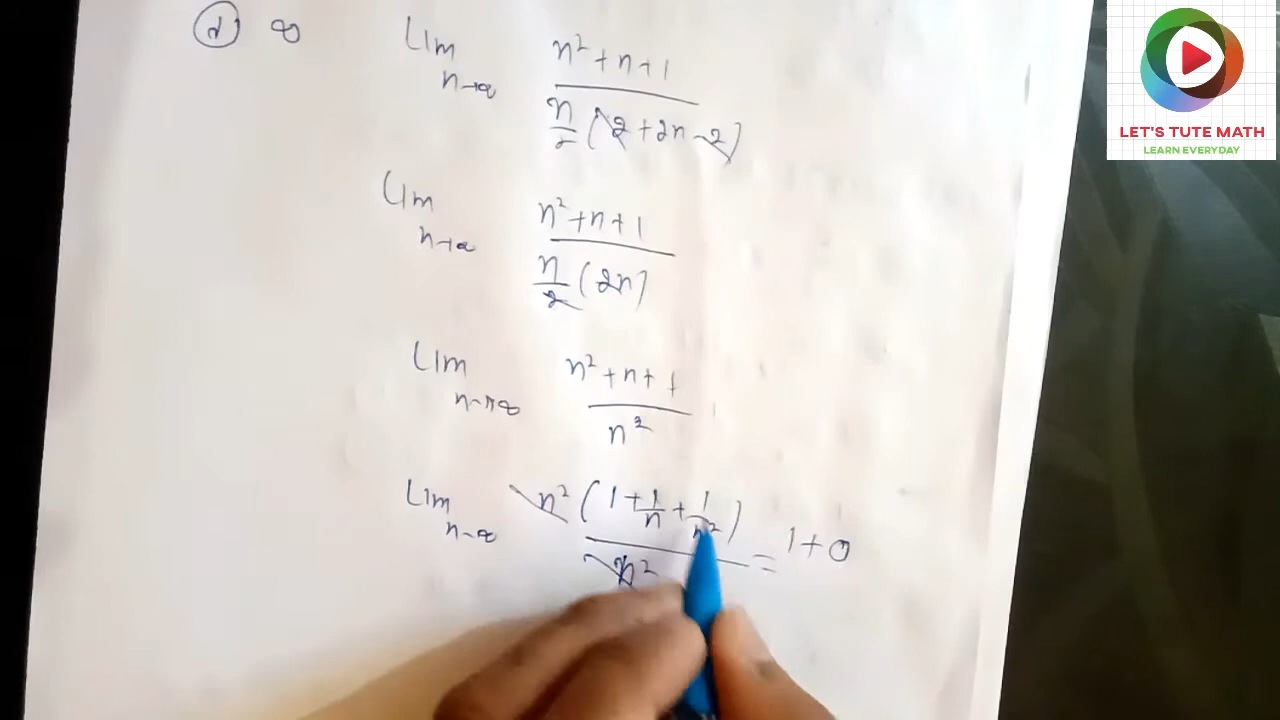 (d) ∞
Lim n→∞ n² + n + 1 / n/2 (2 + 2n - 2)
Lim n→∞ n² + n + 1 / n/2 (2n)
Lim n→∞ n² + n + 1 / n²
Lim n→∞ n² (1 + 1/n + 1/n²) / n² = 1 + 0
LET'S TUTE MATH
LEARN EVERYDAY